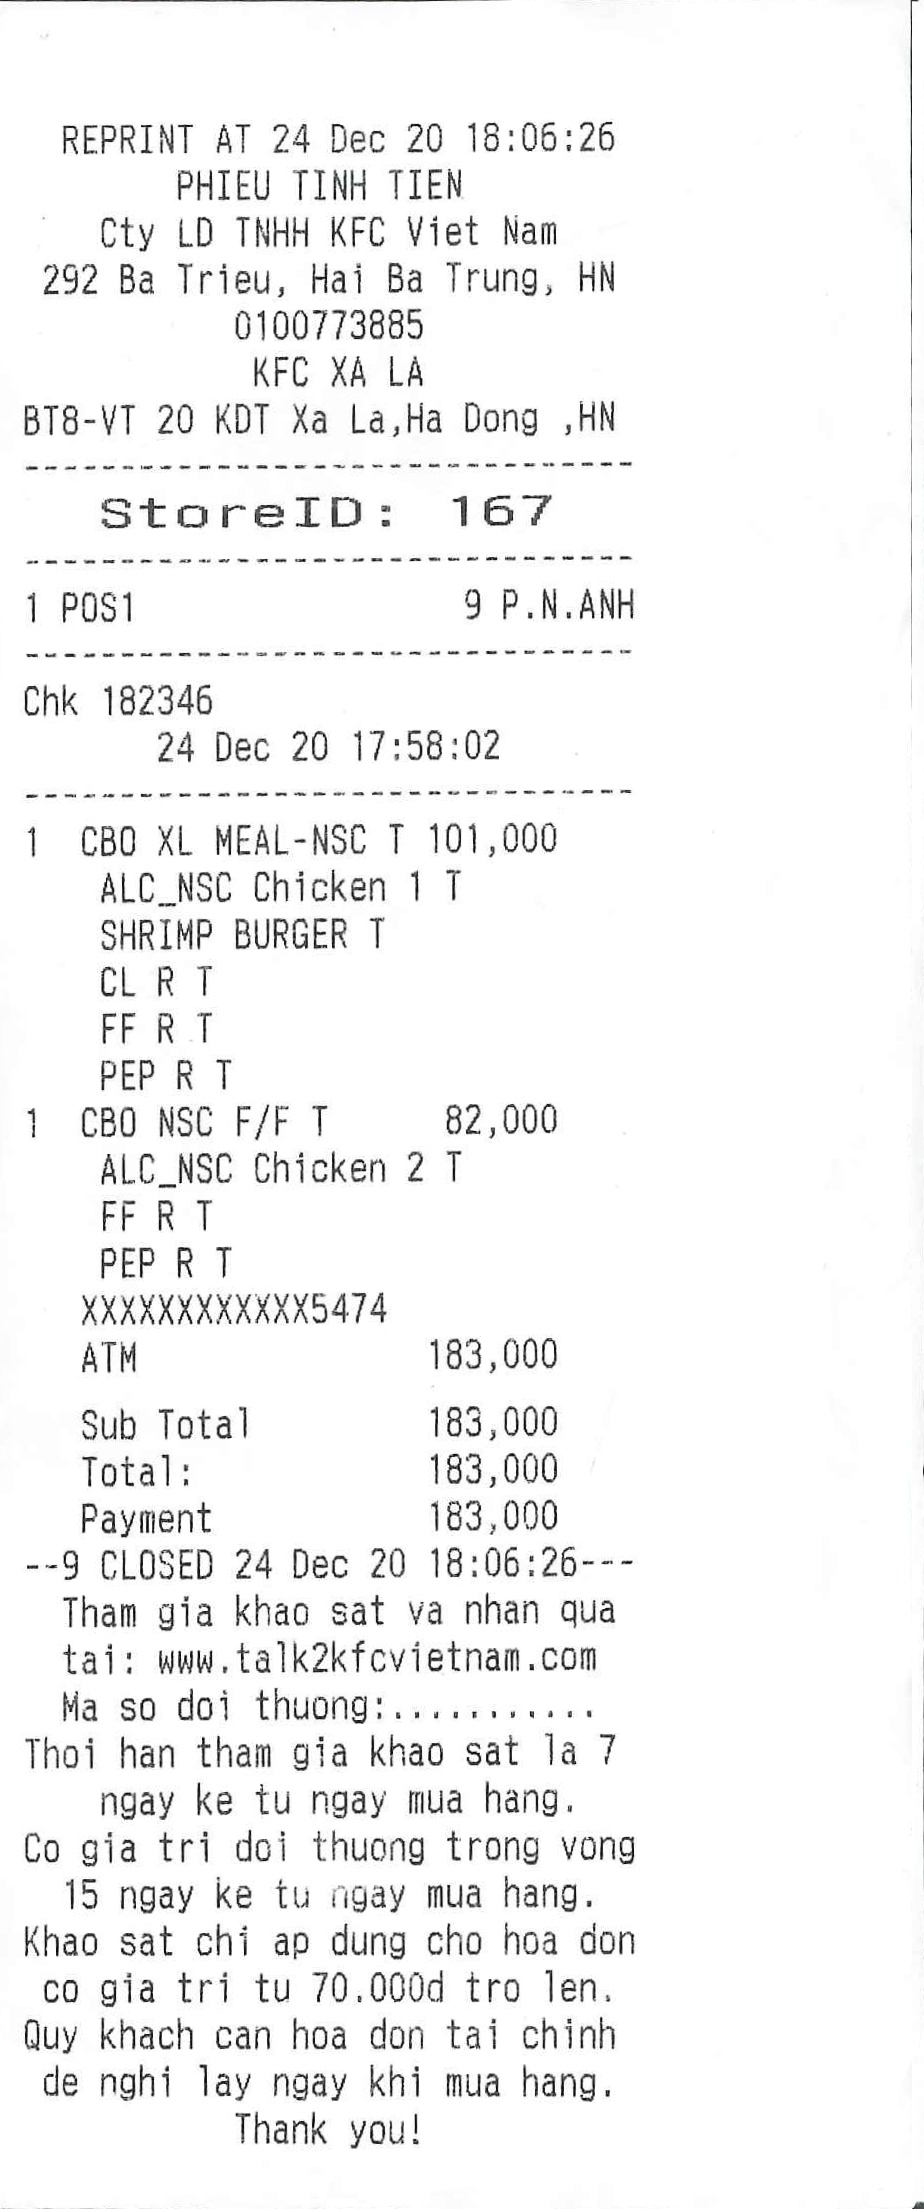 REPRINT AT 24 Dec 20 18:06:26
PHIEU TINH TIEN
Cty LD TNHH KFC Viet Nam
292 Ba Trieu, Hai Ba Trung, HN
0100773885
KFC XA LA
BT8-VT 20 KDT Xa La,Ha Dong ,HN
--------------------------------
StoreID: 167
--------------------------------
1 POS1 9 P.N.ANH
--------------------------------
Chk 182346
24 Dec 20 17:58:02
--------------------------------
1 CBO XL MEAL-NSC T 101,000
ALC_NSC Chicken 1 T
SHRIMP BURGER T
CL R T
FF R T
PEP R T
1 CBO NSC F/F T 82,000
ALC_NSC Chicken 2 T
FF R T
PEP R T
XXXXXXXXXXXX5474
ATM 183,000
Sub Total 183,000
Total: 183,000
Payment 183,000
--9 CLOSED 24 Dec 20 18:06:26---
Tham gia khao sat va nhan qua
tai: www.talk2kfcvietnam.com
Ma so doi thuong:...........
Thoi han tham gia khao sat la 7
ngay ke tu ngay mua hang.
Co gia tri doi thuong trong vong
15 ngay ke tu ngay mua hang.
Khao sat chi ap dung cho hoa don
co gia tri tu 70.000d tro len.
Quy khach can hoa don tai chinh
de nghi lay ngay khi mua hang.
Thank you!